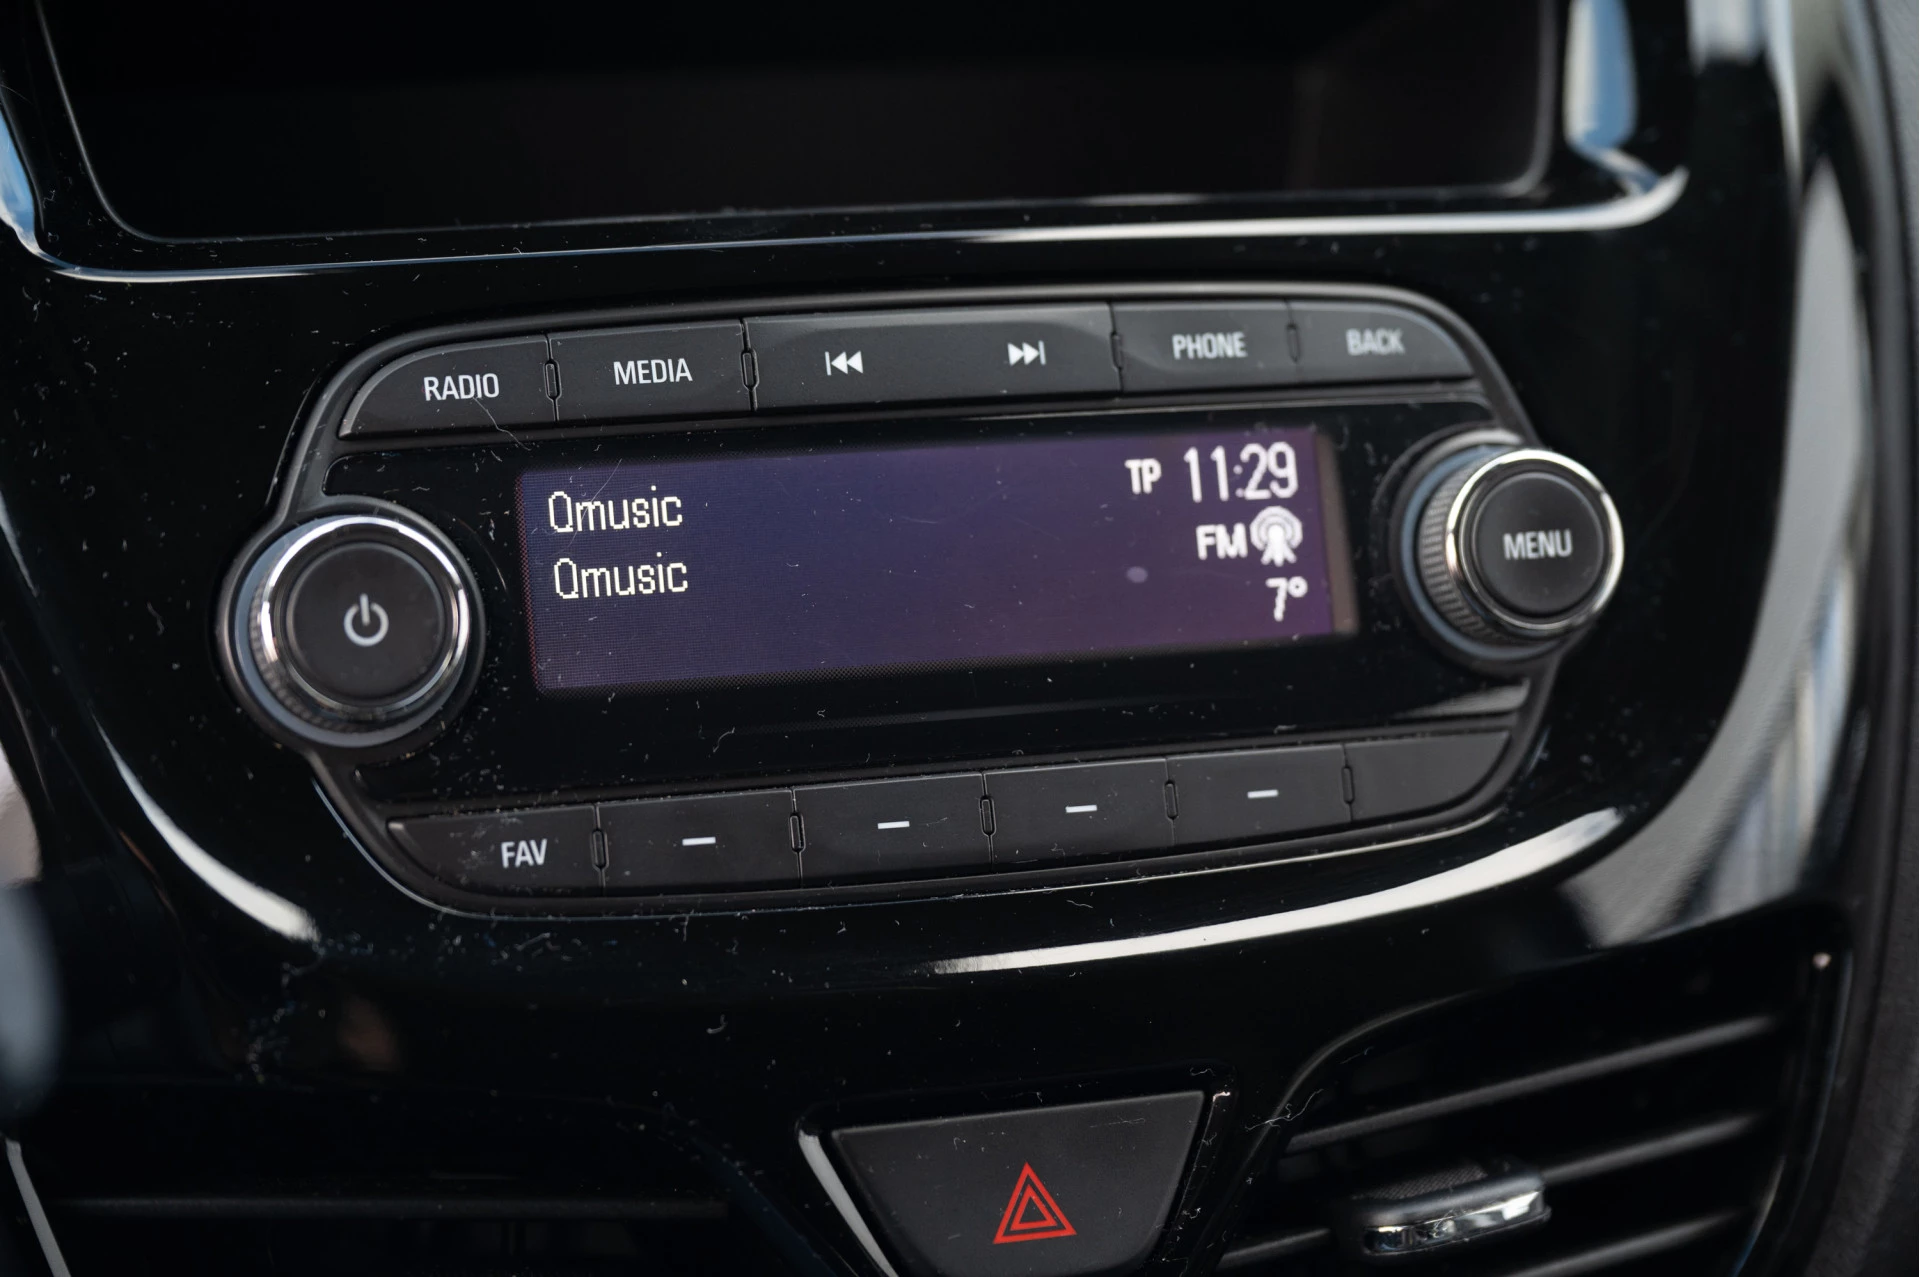 RADIO MEDIA PHONE BACK
Qmusic TP 11:29
Qmusic FM
7°
MENU
FAV